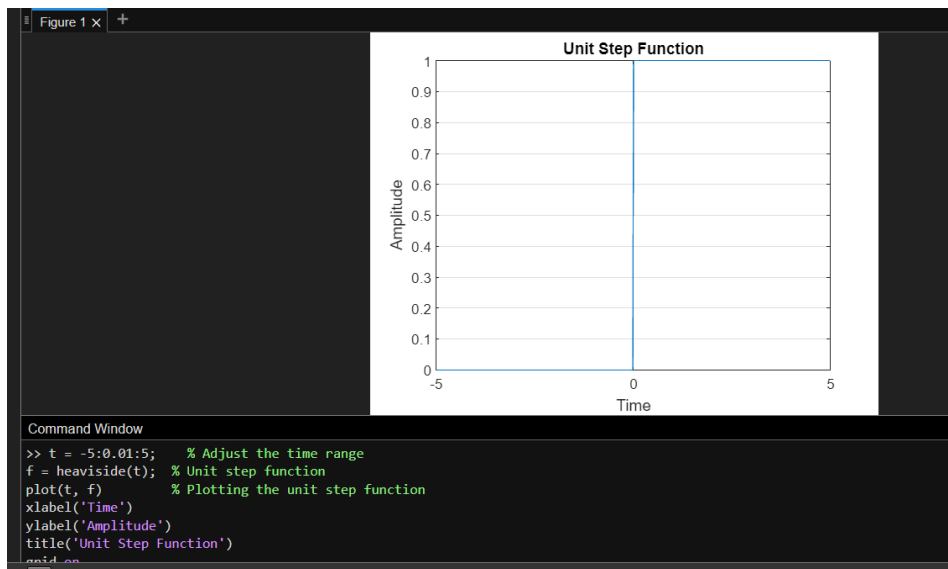 Figure 1 × +
Unit Step Function
1
0.9
0.8
0.7
0.6
0.5
0.4
0.3
0.2
0.1
0
Amplitude
-5 0 5
Time
Command Window
>> t = -5:0.01:5; % Adjust the time range
f = heaviside(t); % Unit step function
plot(t, f) % Plotting the unit step function
xlabel('Time')
ylabel('Amplitude')
title('Unit Step Function')
grid on